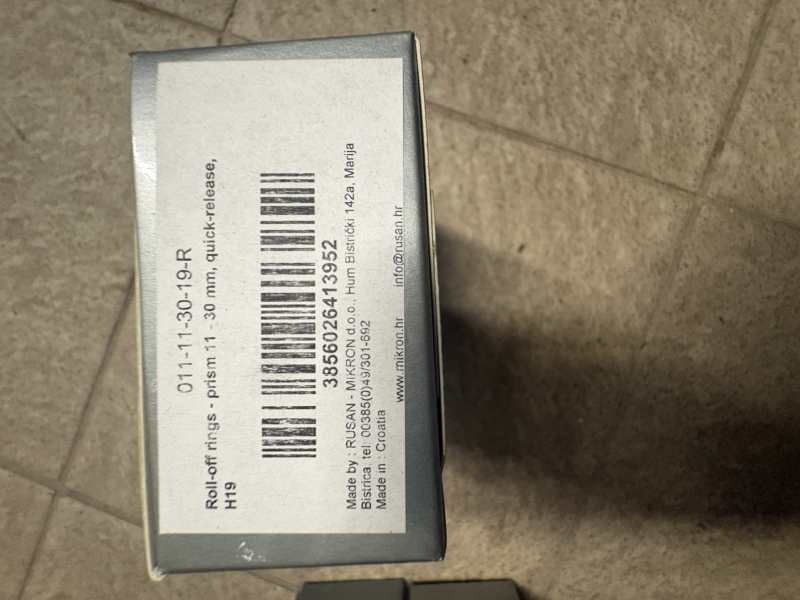 011-11-30-19-R
Roll-off rings - prism 11 - 30 mm, quick-release,
H19
3856026413952
Made by : RUSAN - MIKRON d.o.o., Hum Bistrički 142a, Marija
Bistrica. tel: 00385(0)49/301-692
Made in : Croatia
www.mikron.hr info@rusan.hr